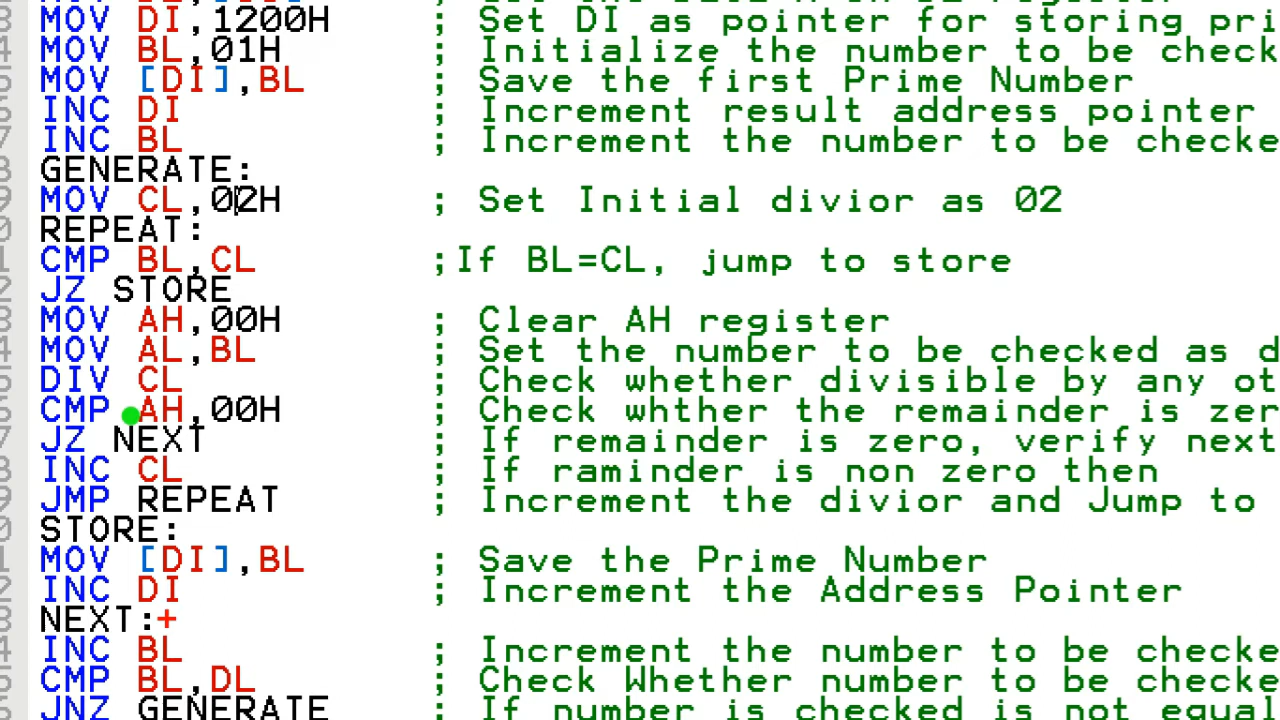 MOV DI,1200H ; Set DI as pointer for storing pri
MOV BL,01H ; Initialize the number to be check
MOV [DI],BL ; Save the first Prime Number
INC DI ; Increment result address pointer
INC BL ; Increment the number to be checke
GENERATE:
MOV CL,02H ; Set Initial divior as 02
REPEAT:
CMP BL,CL ;If BL=CL, jump to store
JZ STORE
MOV AH,00H ; Clear AH register
MOV AL,BL ; Set the number to be checked as d
DIV CL ; Check whether divisible by any ot
CMP AH,00H ; Check whther the remainder is zer
JZ NEXT ; If remainder is zero, verify next
INC CL ; If raminder is non zero then
JMP REPEAT ; Increment the divior and Jump to
STORE:
MOV [DI],BL ; Save the Prime Number
INC DI ; Increment the Address Pointer
NEXT:+
INC BL ; Increment the number to be checke
CMP BL,DL ; Check Whether number to be checke
JNZ GENERATE ; If number is checked is not equal